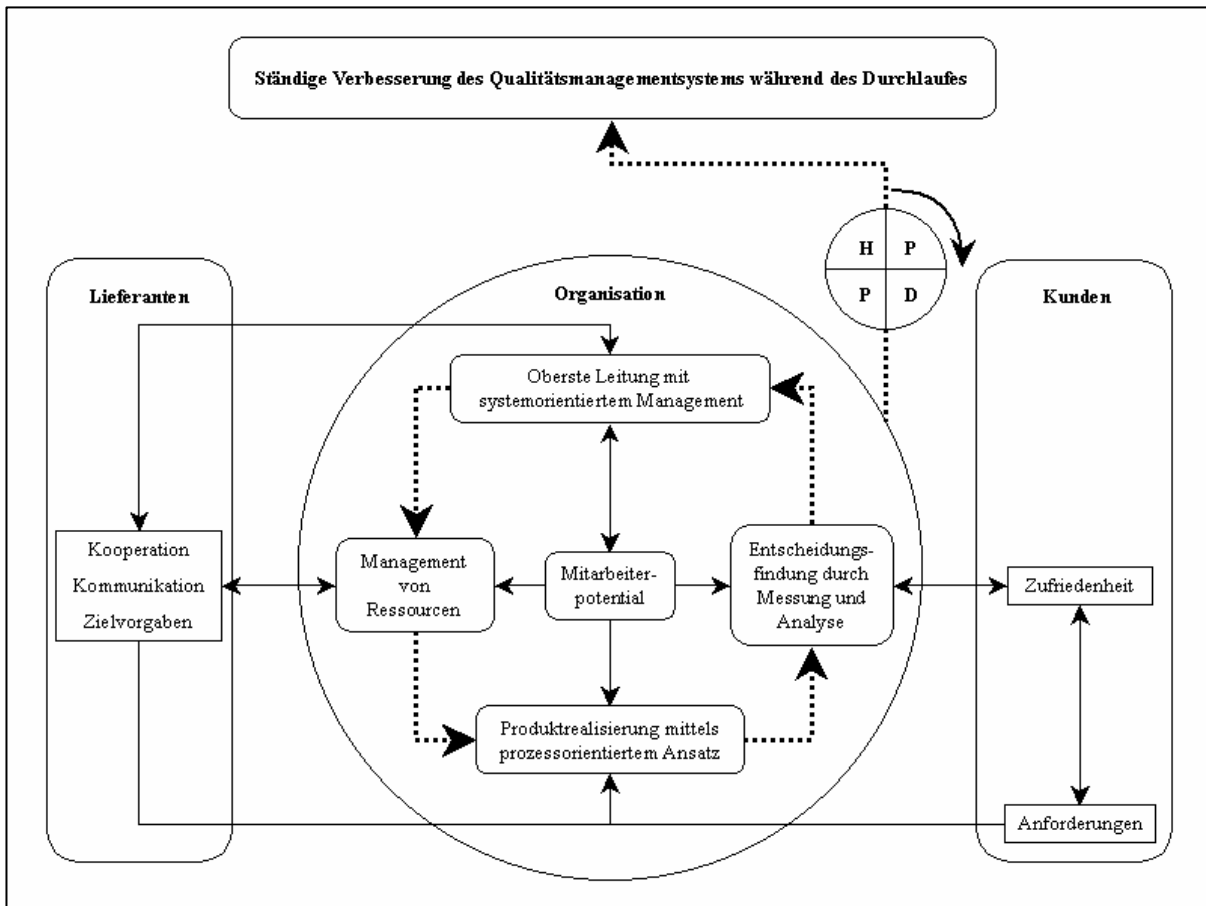 Ständige Verbesserung des Qualitätsmanagementsystems während des Durchlaufes
H P
P D
Lieferanten
Organisation
Kunden
Oberste Leitung mit
systemorientiertem Management
Kooperation
Kommunikation
Zielvorgaben
Management
von
Ressourcen
Mitarbeiter-
potential
Entscheidungs-
findung durch
Messung und
Analyse
Zufriedenheit
Produktrealisierung mittels
prozessorientiertem Ansatz
Anforderungen